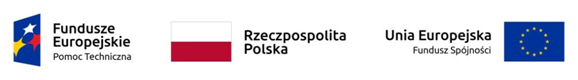 Fundusze
Europejskie
Pomoc Techniczna
Rzeczpospolita
Polska
Unia Europejska
Fundusz Spójności